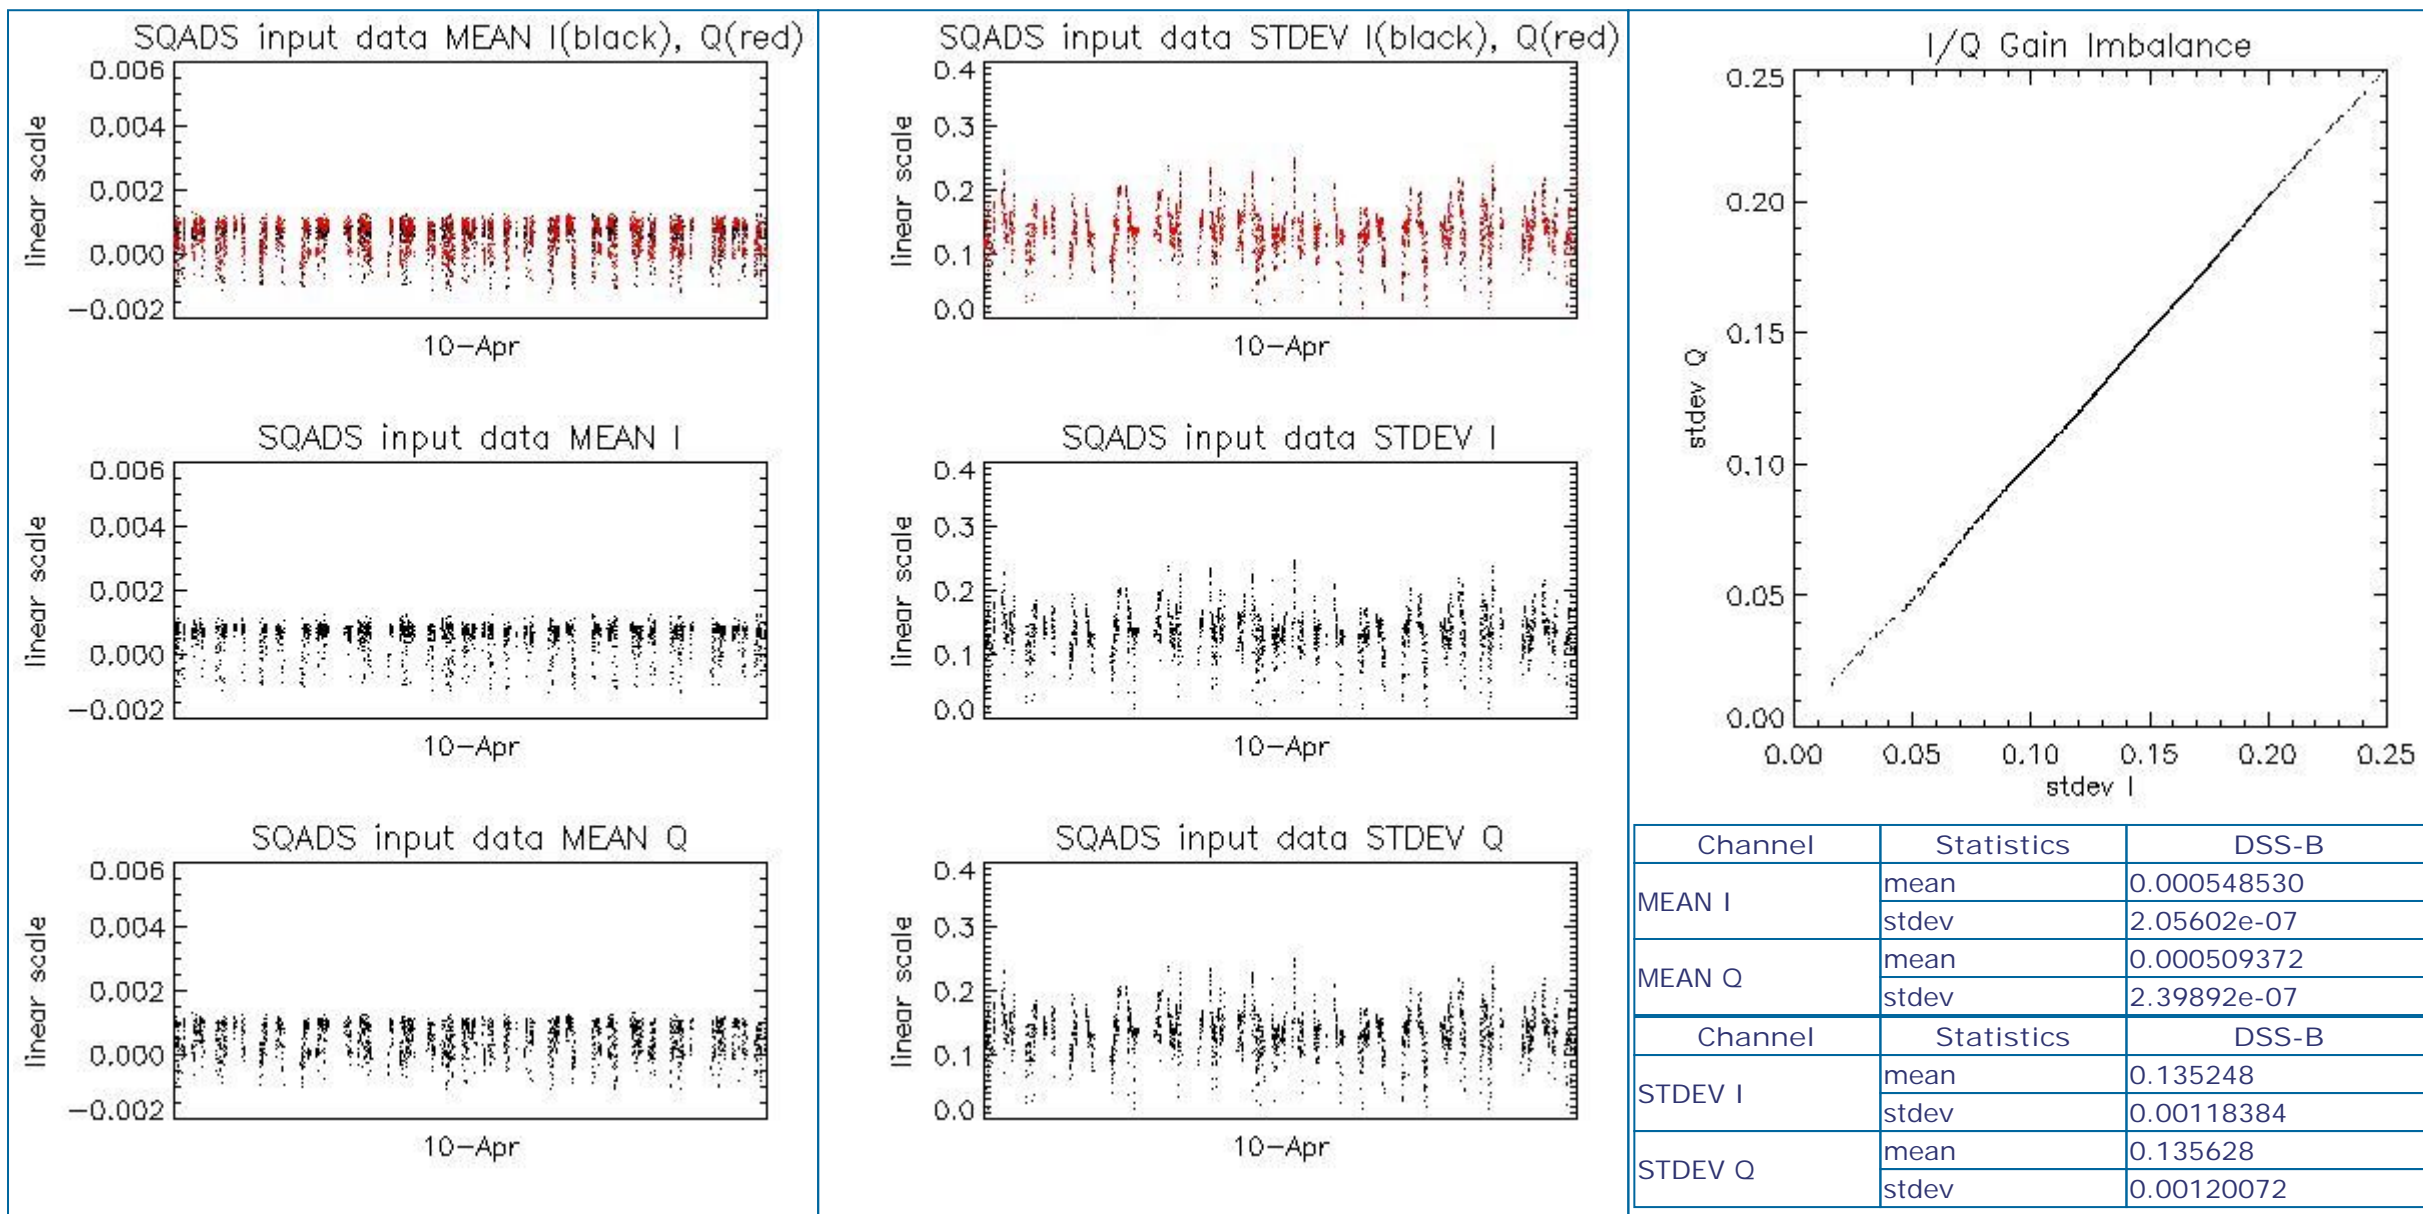 SQADS input data MEAN I(black), Q(red)
linear scale
0.006
0.004
0.002
0.000
−0.002
10−Apr
SQADS input data MEAN I
linear scale
0.006
0.004
0.002
0.000
−0.002
10−Apr
SQADS input data MEAN Q
linear scale
0.006
0.004
0.002
0.000
−0.002
10−Apr
SQADS input data STDEV I(black), Q(red)
linear scale
0.4
0.3
0.2
0.1
0.0
10−Apr
SQADS input data STDEV I
linear scale
0.4
0.3
0.2
0.1
0.0
10−Apr
SQADS input data STDEV Q
linear scale
0.4
0.3
0.2
0.1
0.0
10−Apr
I/Q Gain Imbalance
stdev Q
0.25
0.20
0.15
0.10
0.05
0.00
0.00 0.05 0.10 0.15 0.20 0.25
stdev I
Channel Statistics DSS-B
MEAN I mean 0.000548530
stdev 2.05602e-07
MEAN Q mean 0.000509372
stdev 2.39892e-07
Channel Statistics DSS-B
STDEV I mean 0.135248
stdev 0.00118384
STDEV Q mean 0.135628
stdev 0.00120072